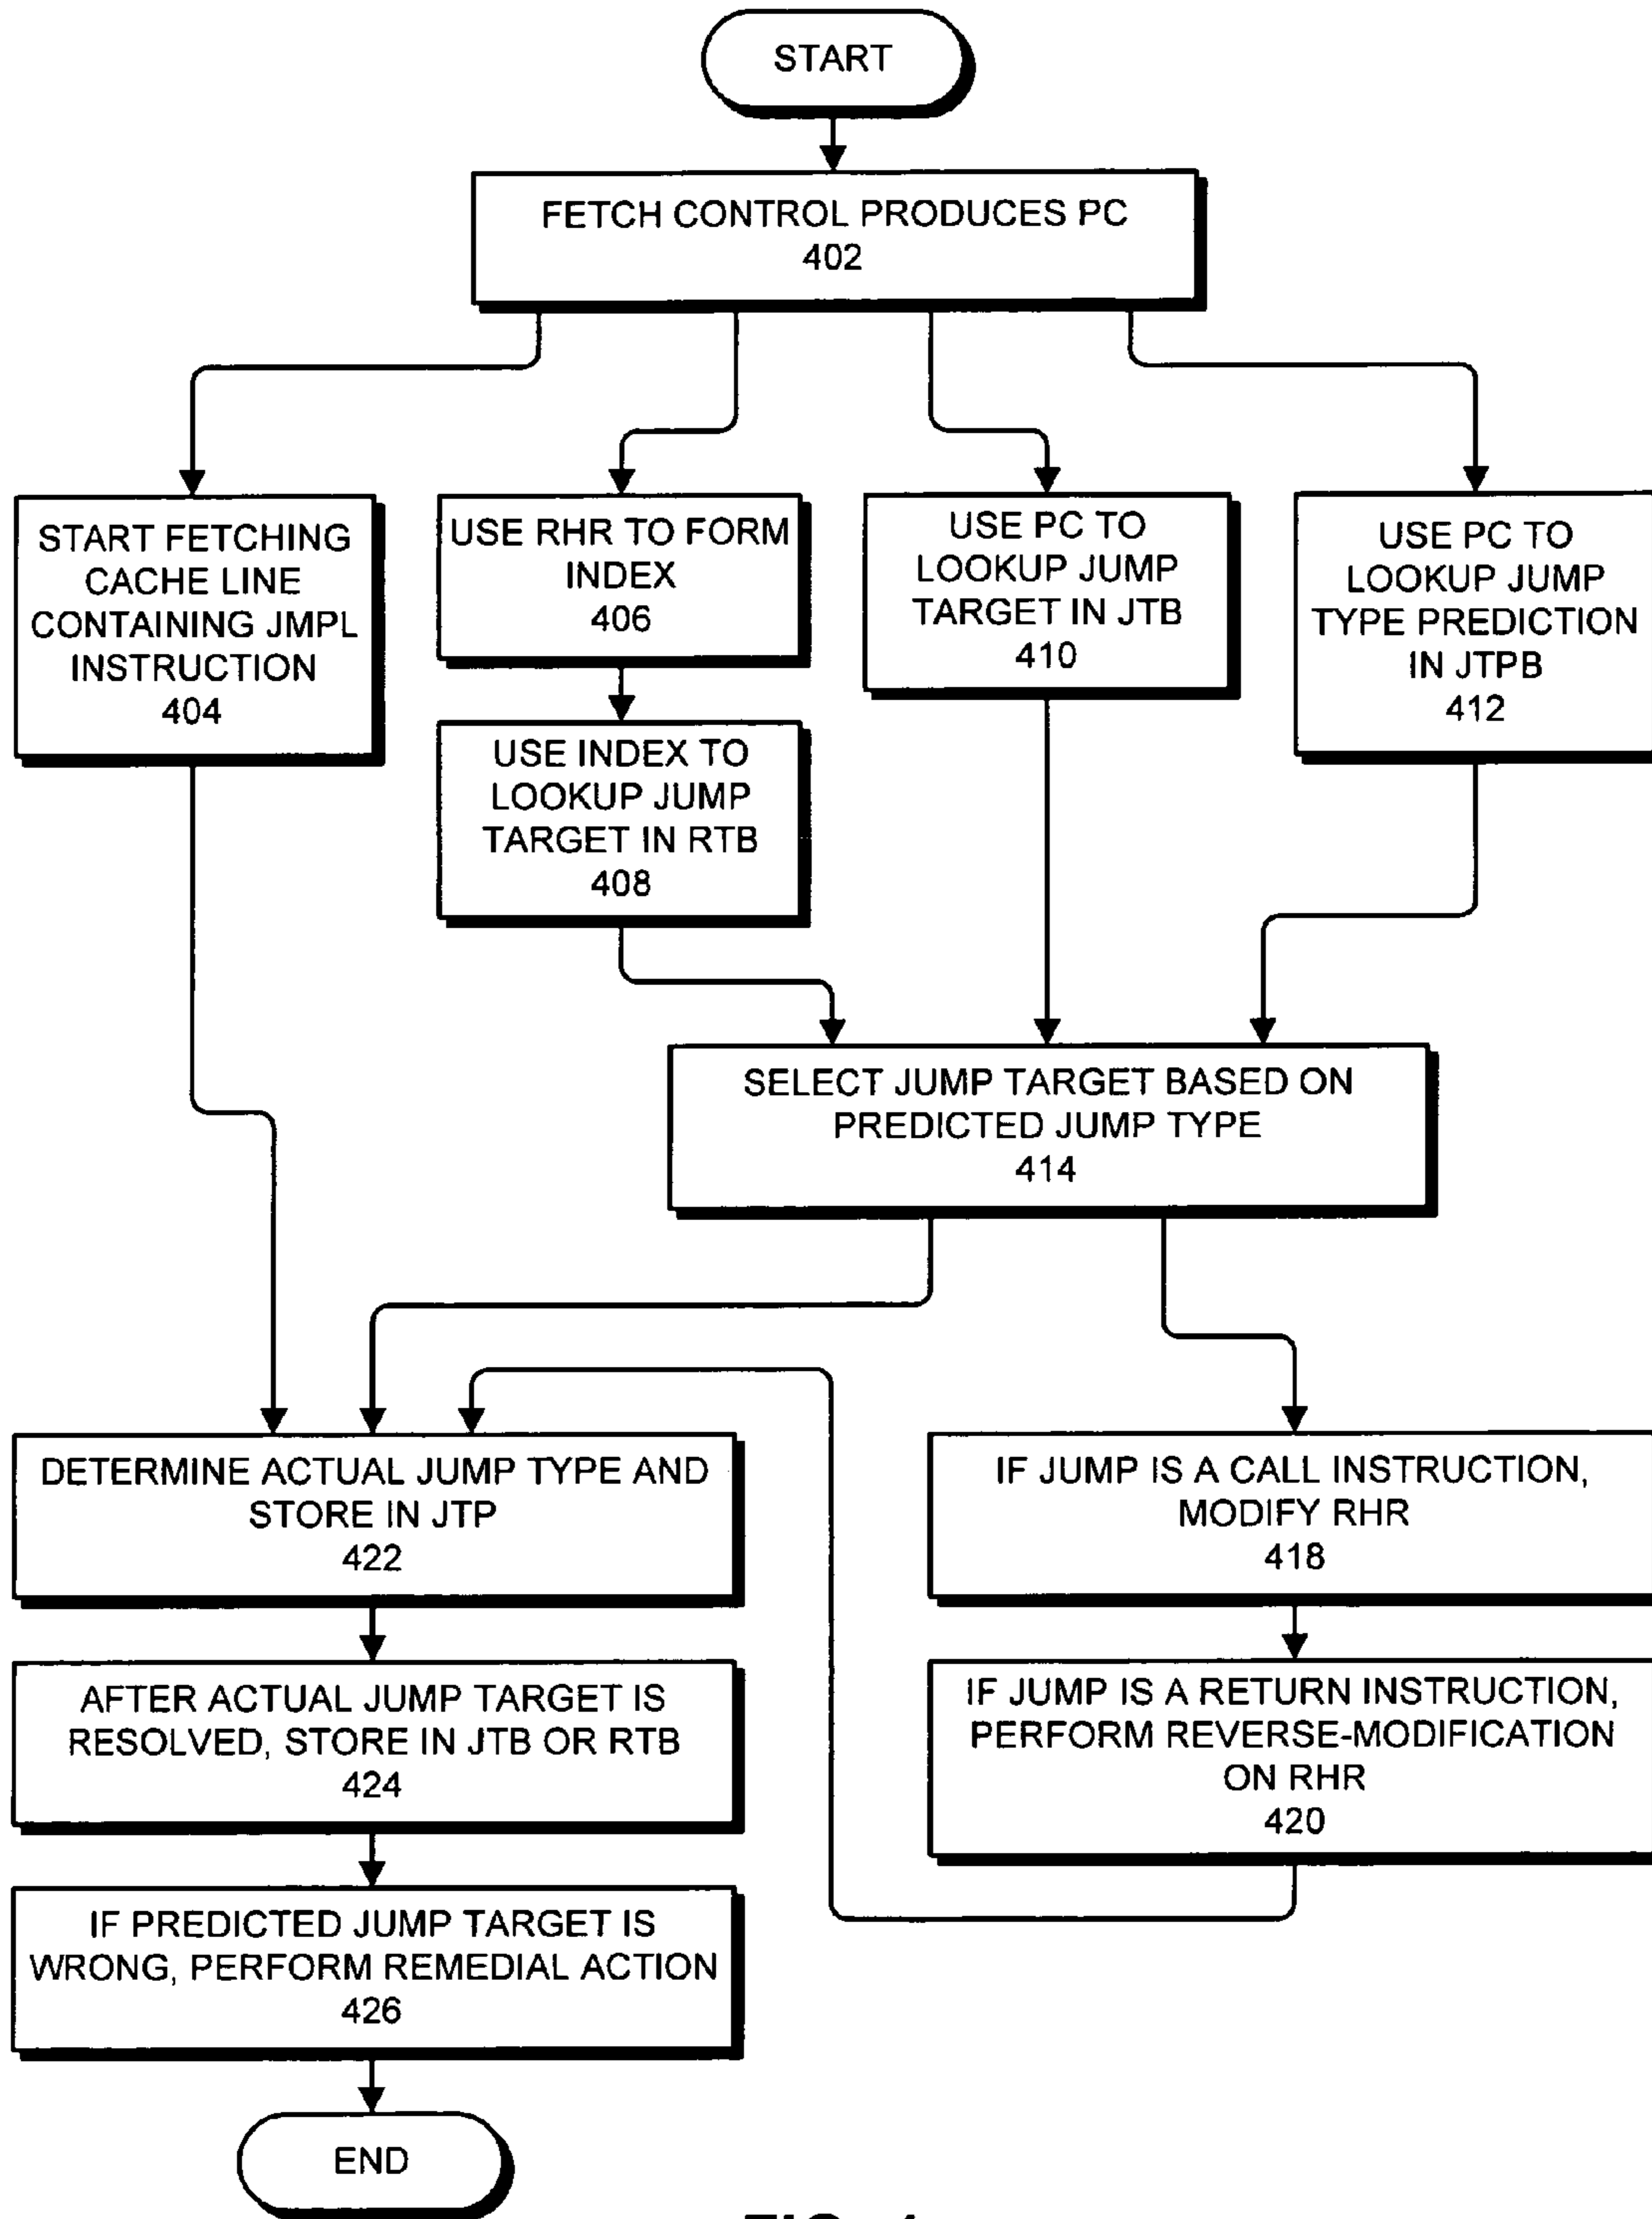 START
FETCH CONTROL PRODUCES PC
402
START FETCHING
CACHE LINE
CONTAINING JMPL
INSTRUCTION
404
USE RHR TO FORM
INDEX
406
USE INDEX TO
LOOKUP JUMP
TARGET IN RTB
408
USE PC TO
LOOKUP JUMP
TARGET IN JTB
410
USE PC TO
LOOKUP JUMP
TYPE PREDICTION
IN JTPB
412
SELECT JUMP TARGET BASED ON
PREDICTED JUMP TYPE
414
IF JUMP IS A CALL INSTRUCTION,
MODIFY RHR
418
IF JUMP IS A RETURN INSTRUCTION,
PERFORM REVERSE-MODIFICATION
ON RHR
420
DETERMINE ACTUAL JUMP TYPE AND
STORE IN JTP
422
AFTER ACTUAL JUMP TARGET IS
RESOLVED, STORE IN JTB OR RTB
424
IF PREDICTED JUMP TARGET IS
WRONG, PERFORM REMEDIAL ACTION
426
END